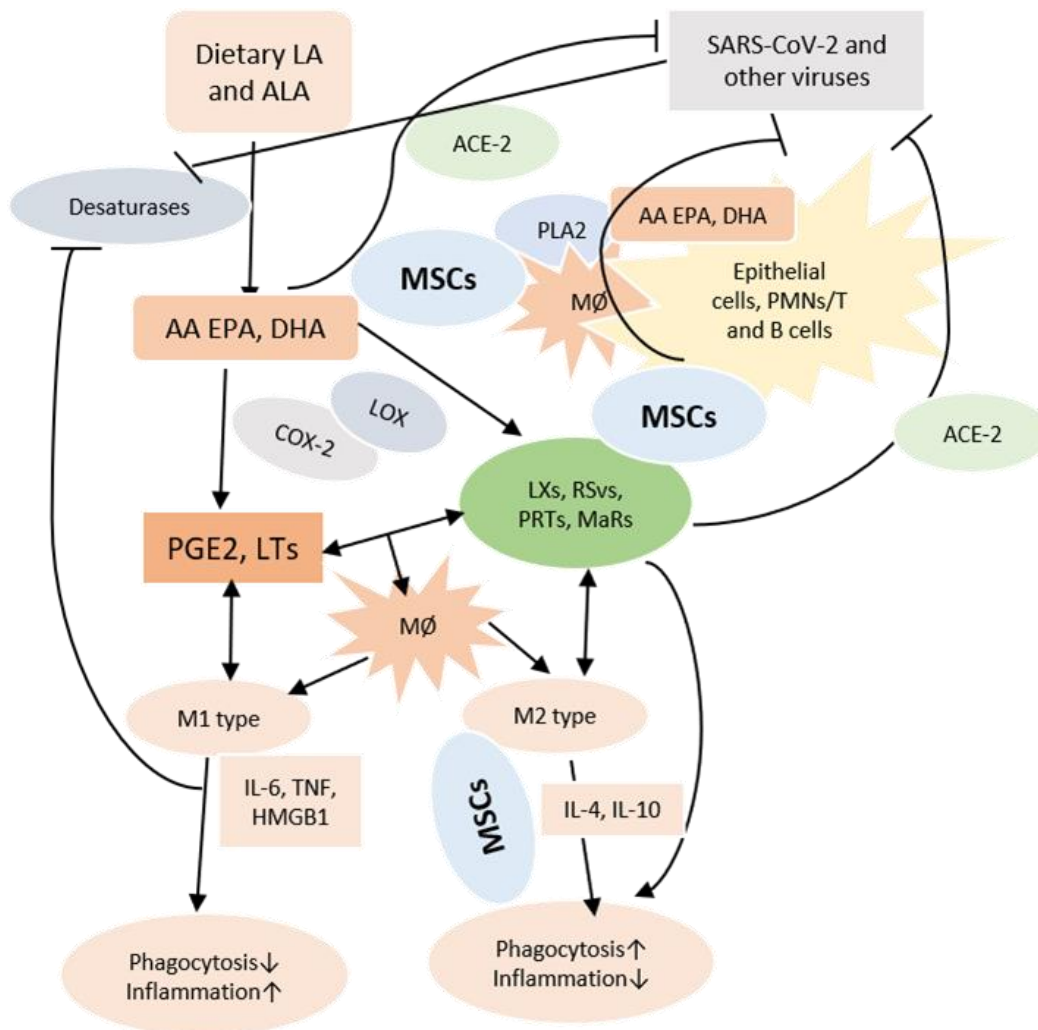 Dietary LA
and ALA
SARS-CoV-2 and
other viruses
ACE-2
Desaturases
PLA2
AA EPA, DHA
MSCs
MØ
Epithelial
cells, PMNs/T
and B cells
AA EPA, DHA
LOX
COX-2
MSCs
ACE-2
LXs, RSvs,
PRTs, MaRs
PGE2, LTs
MØ
M1 type
M2 type
IL-6, TNF,
HMGB1
MSCs
IL-4, IL-10
Phagocytosis↓
Inflammation↑
Phagocytosis↑
Inflammation↓